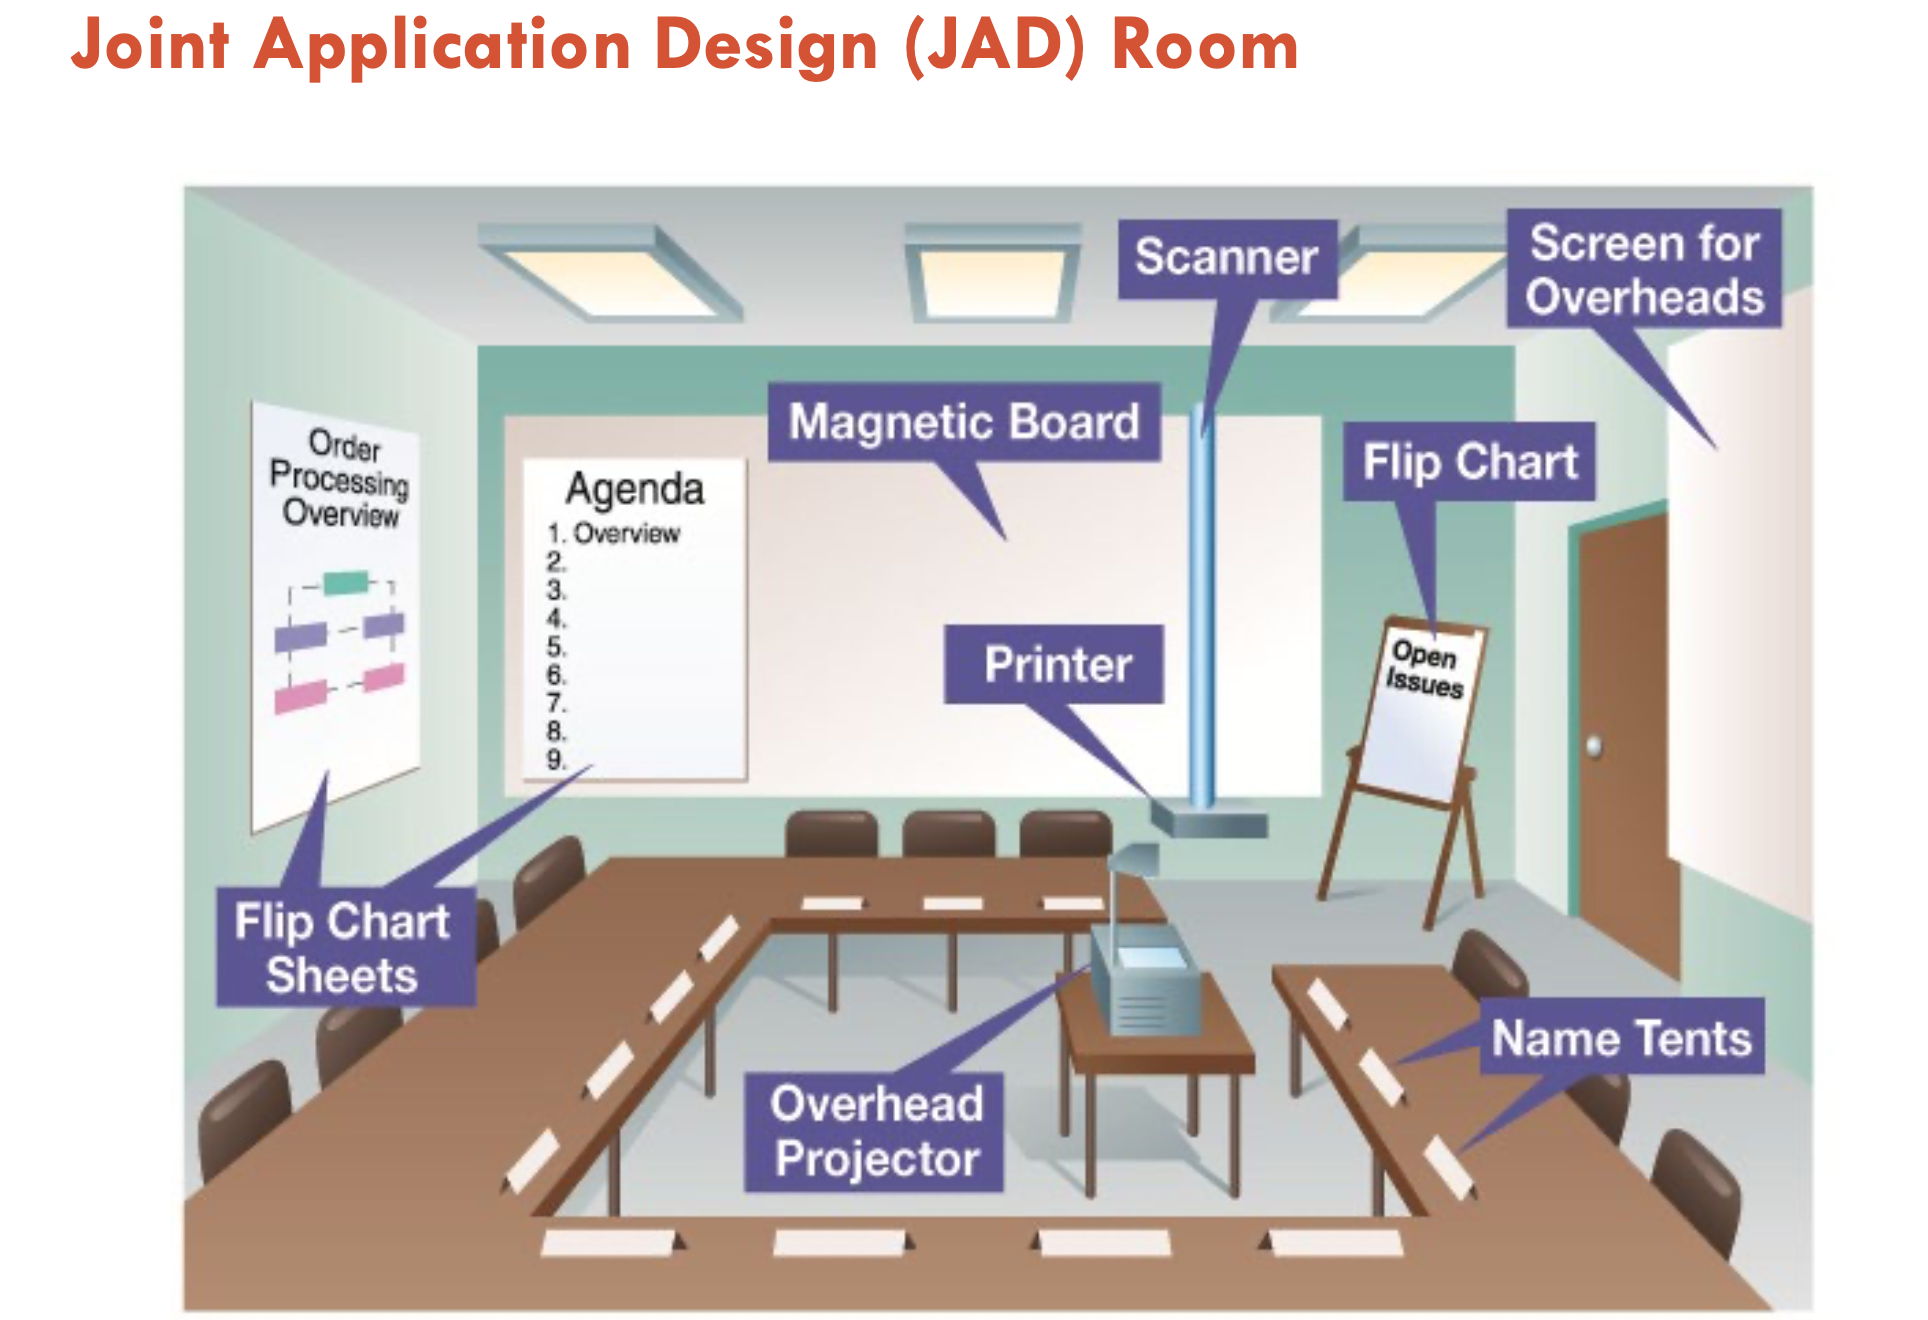 Joint Application Design (JAD) Room
Scanner
Screen for
Overheads
Magnetic Board
Flip Chart
Order
Processing
Overview
Agenda
1. Overview
2.
3.
4.
5.
6.
7.
8.
9.
Printer
Open
Issues
Flip Chart
Sheets
Name Tents
Overhead
Projector